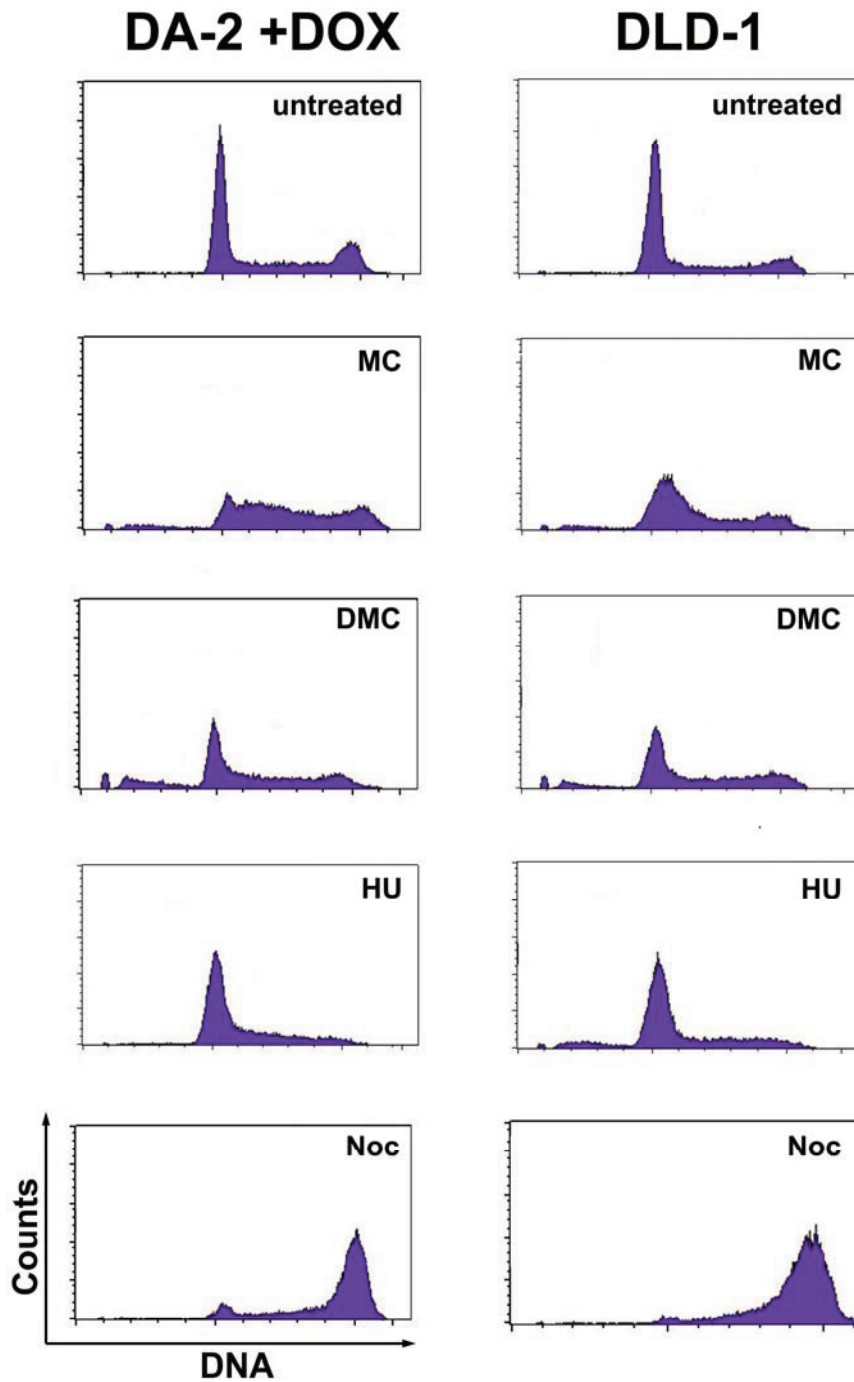 DA-2 +DOX
DLD-1
untreated
untreated
MC
MC
DMC
DMC
HU
HU
Noc
Noc
Counts
DNA